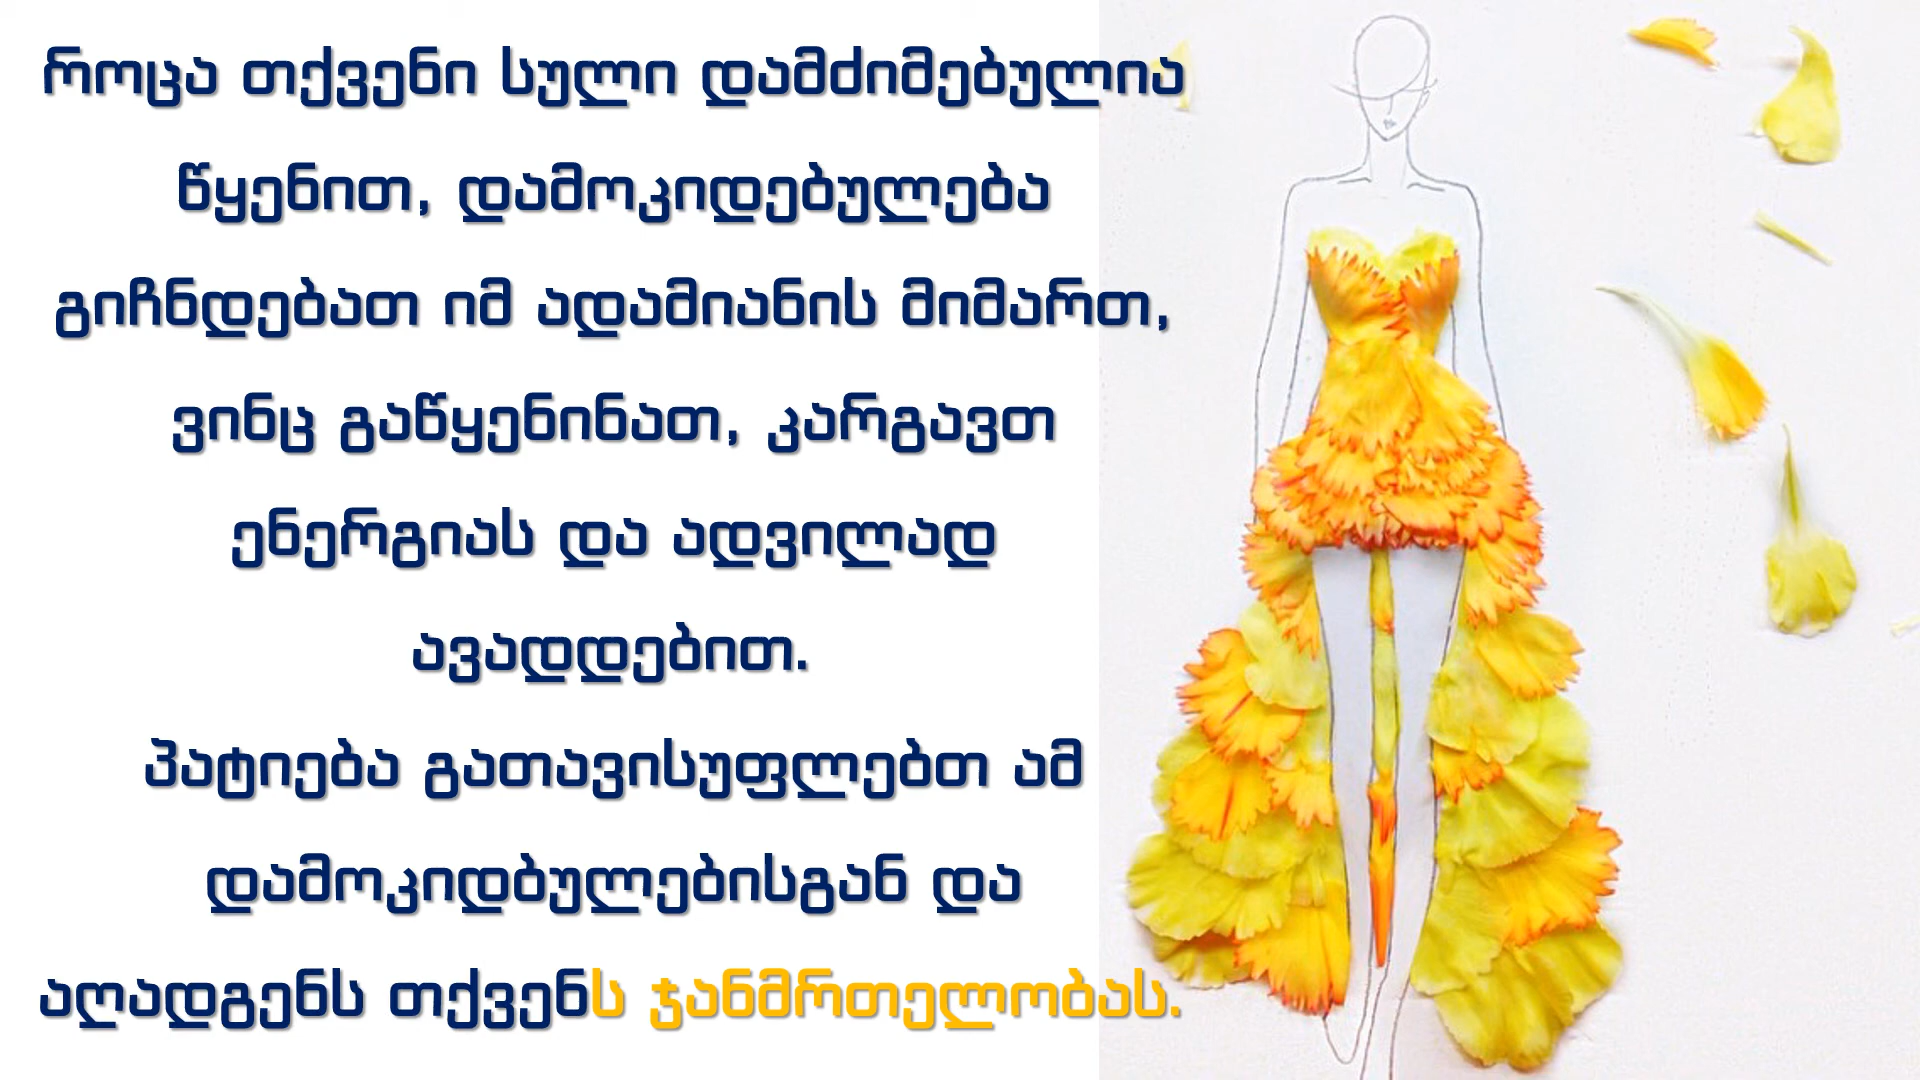 როცა თქვენი სული დამძიმებულია
წყენით, დამოკიდებულება
გიჩნდებათ იმ ადამიანის მიმართ,
ვინც გაწყენინათ, კარგავთ
ენერგიას და ადვილად
ავადდებით.
პატიება გათავისუფლებთ ამ
დამოკიდბულებისგან და
აღადგენს თქვენს ჯანმრთელობას.